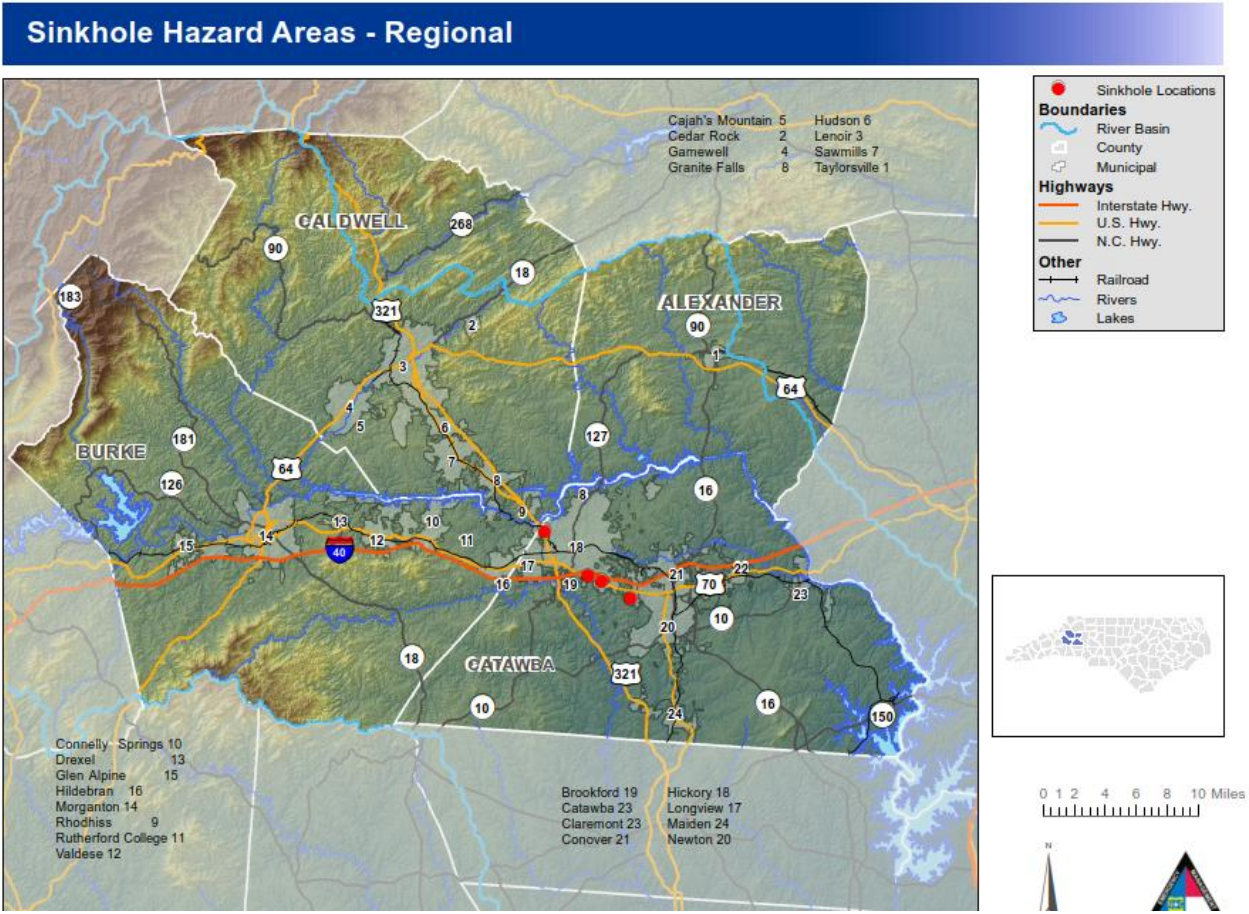 Sinkhole Hazard Areas - Regional
Cajah's Mountain 5 Hudson 6
Cedar Rock 2 Lenoir 3
Gamewell 4 Sawmills 7
Granite Falls 8 Taylorsville 1
Sinkhole Locations
Boundaries
River Basin
County
Municipal
Highways
Interstate Hwy.
U.S. Hwy.
N.C. Hwy.
Other
Railroad
Rivers
Lakes
CALDWELL
268
90
18
183
321
2
ALEXANDER
90
1
3
64
4
5
6
127
181
BURKE
7
64
126
8
8
16
9
13
10
14
12
11
15
40
18
17
16
19
21
22
70
23
10
20
18
CATAWBA
321
10
24
16
150
Connelly Springs 10
Drexel 13
Glen Alpine 15
Hildebran 16
Morganton 14
Rhodhiss 9
Rutherford College 11
Valdese 12
Brookford 19 Hickory 18
Catawba 23 Longview 17
Claremont 23 Maiden 24
Conover 21 Newton 20
0 1 2 4 6 8 10 Miles
N